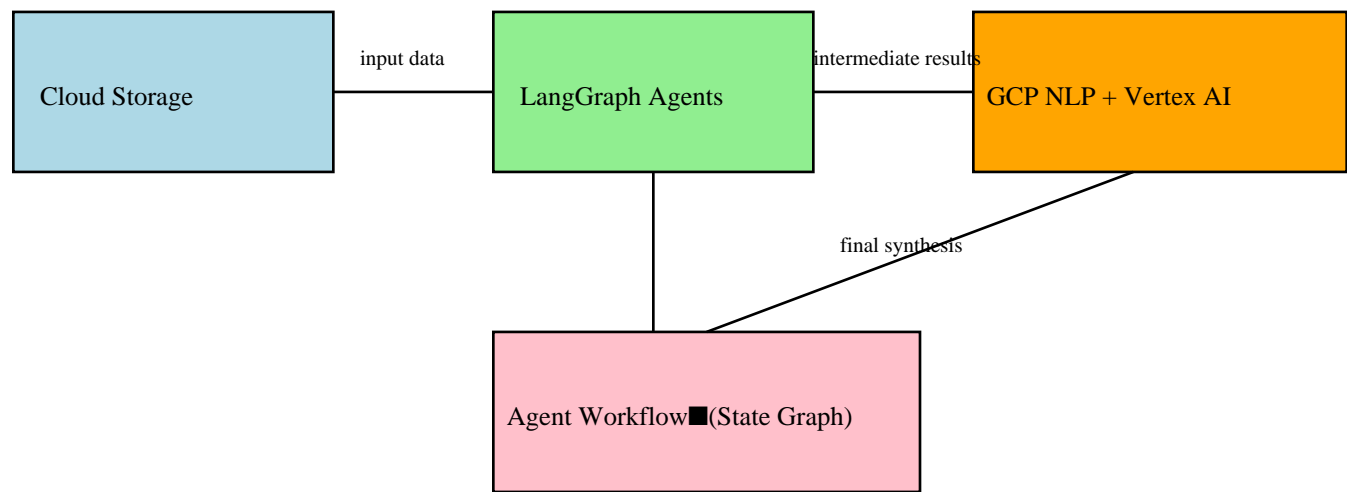 input data
intermediate results
Cloud Storage
LangGraph Agents
GCP NLP + Vertex AI
final synthesis
Agent Workflow■(State Graph)